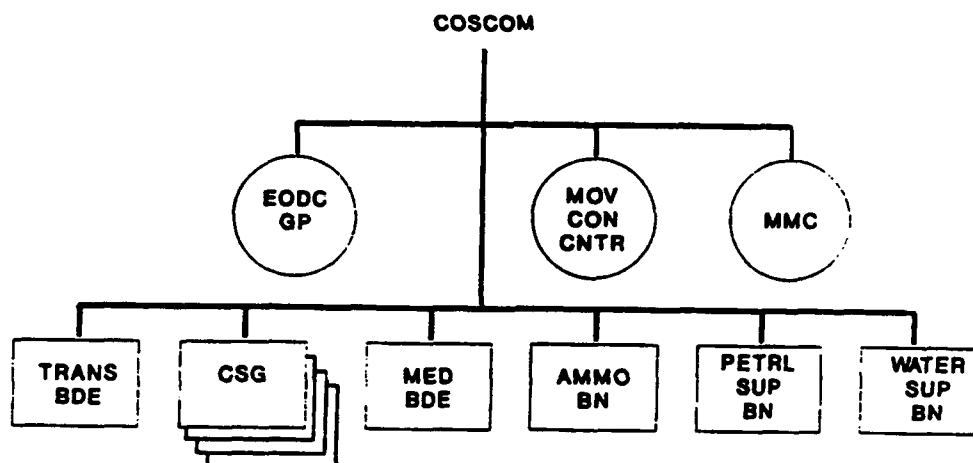 COSCOM
EODC
GP
MOV
CON
CNTR
MMC
TRANS
BDE
CSG
MED
BDE
AMMO
BN
PETRL
SUP
BN
WATER
SUP
BN